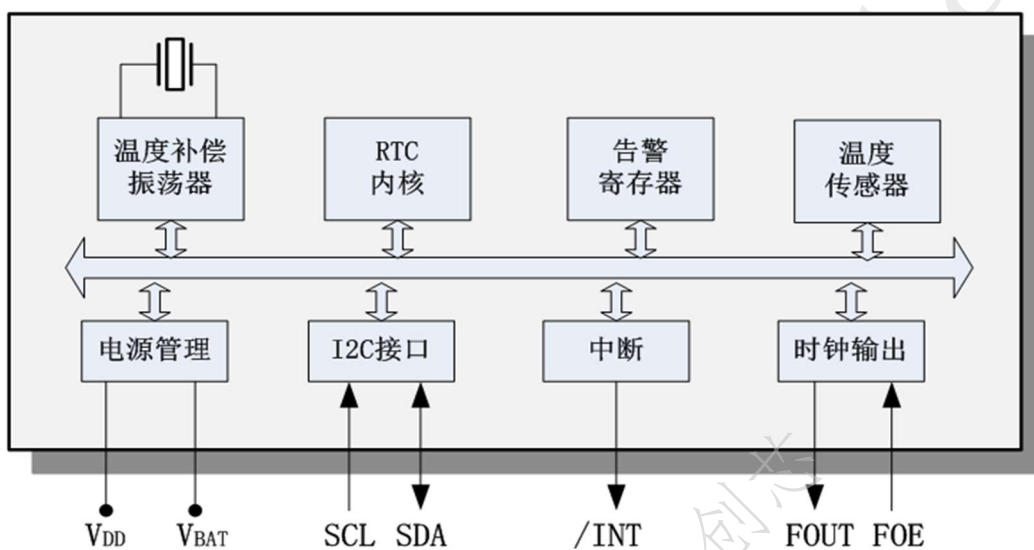 温度补偿
振荡器
RTC
内核
告警
寄存器
温度
传感器
电源管理
I2C接口
中断
时钟输出
VDD
VBAT
SCL
SDA
/INT
FOUT
FOE
创芯